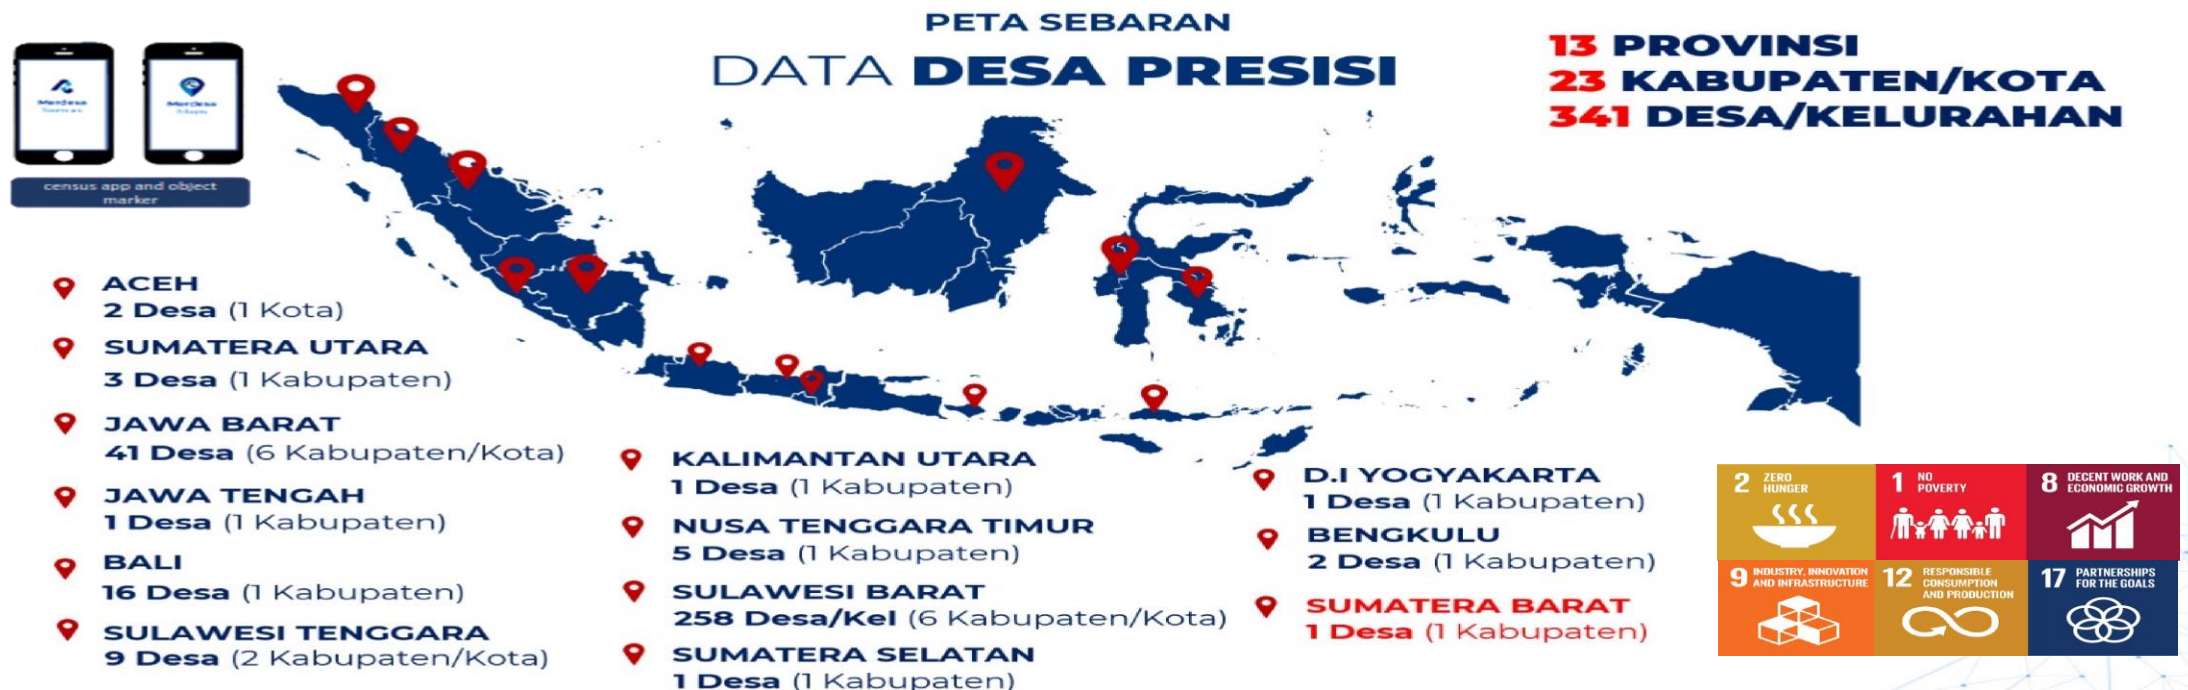 PETA SEBARAN
DATA DESA PRESISI
13 PROVINSI
23 KABUPATEN/KOTA
341 DESA/KELURAHAN
Merdesa
Merdesa
census app and object
marker
ACEH
2 Desa (1 Kota)
SUMATERA UTARA
3 Desa (1 Kabupaten)
JAWA BARAT
41 Desa (6 Kabupaten/Kota)
JAWA TENGAH
1 Desa (1 Kabupaten)
BALI
16 Desa (1 Kabupaten)
SULAWESI TENGGARA
9 Desa (2 Kabupaten/Kota)
KALIMANTAN UTARA
1 Desa (1 Kabupaten)
NUSA TENGGARA TIMUR
5 Desa (1 Kabupaten)
SULAWESI BARAT
258 Desa/Kel (6 Kabupaten/Kota)
SUMATERA SELATAN
1 Desa (1 Kabupaten)
D.I YOGYAKARTA
1 Desa (1 Kabupaten)
BENGKULU
2 Desa (1 Kabupaten)
SUMATERA BARAT
1 Desa (1 Kabupaten)
2 ZERO
HUNGER
1 NO
POVERTY
8 DECENT WORK AND
ECONOMIC GROWTH
9 INDUSTRY, INNOVATION
AND INFRASTRUCTURE
12 RESPONSIBLE
CONSUMPTION
AND PRODUCTION
17 PARTNERSHIPS
FOR THE GOALS